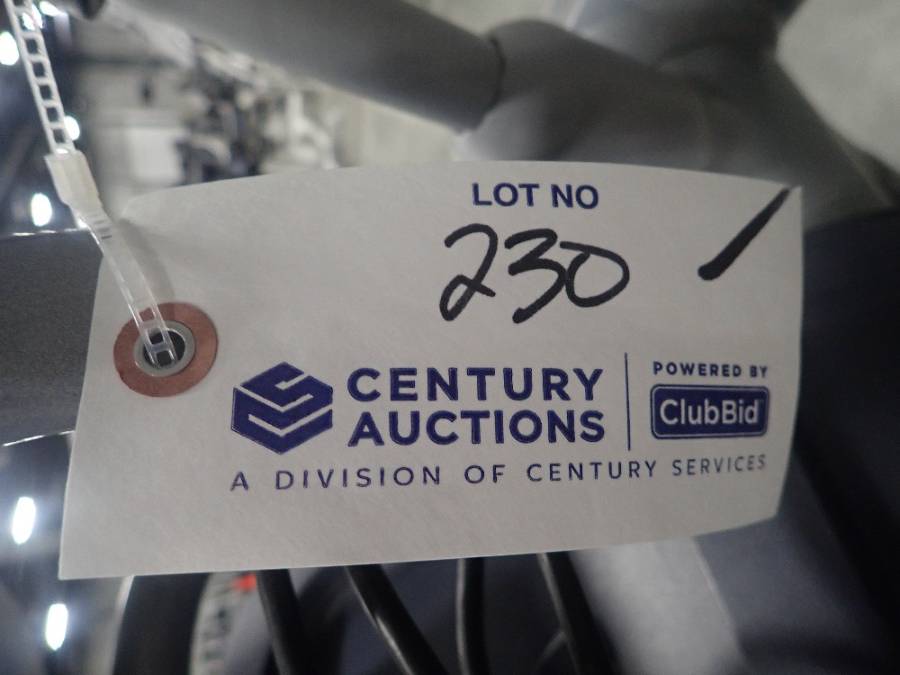 LOT NO
230
CENTURY
AUCTIONS
POWERED BY
ClubBid
A DIVISION OF CENTURY SERVICES